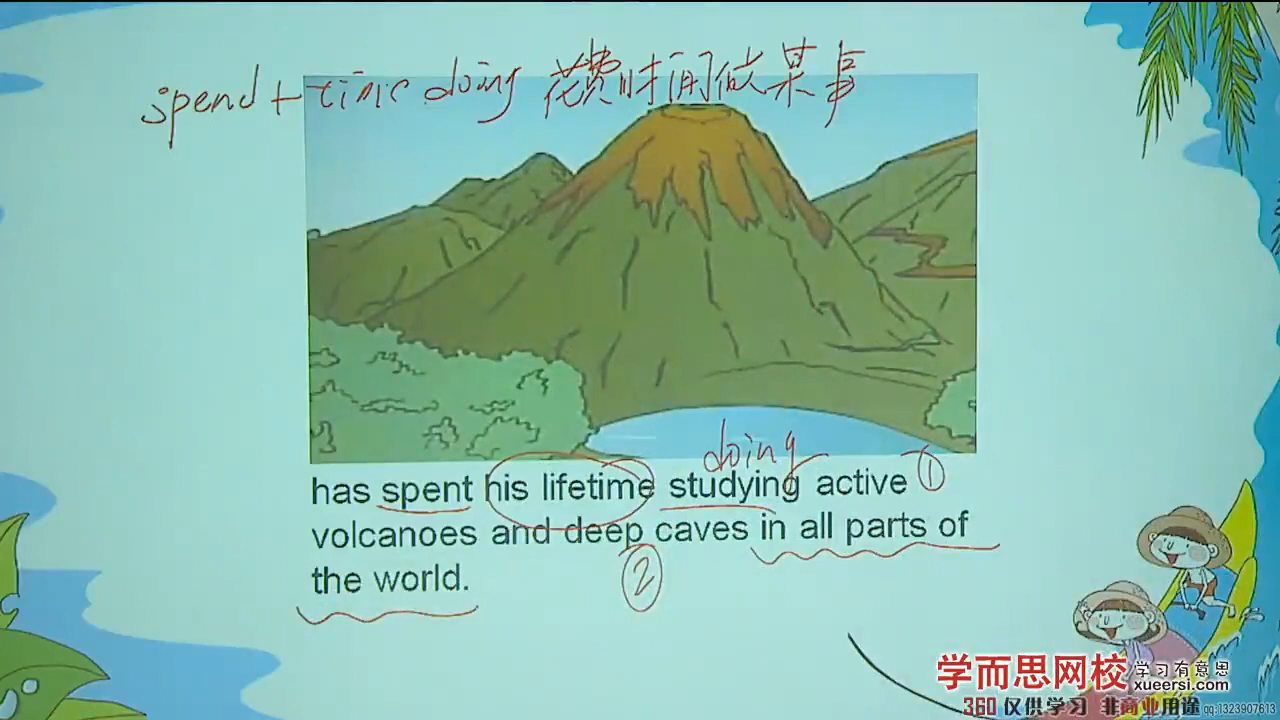 spend + time doing 花费时间做某事
doing
has spent his lifetime studying active ①
volcanoes and deep caves in all parts of
②
the world.
学而思网校 学习有意思
xueersi.com
360 仅供学习 非商业用途 qq:1323907613